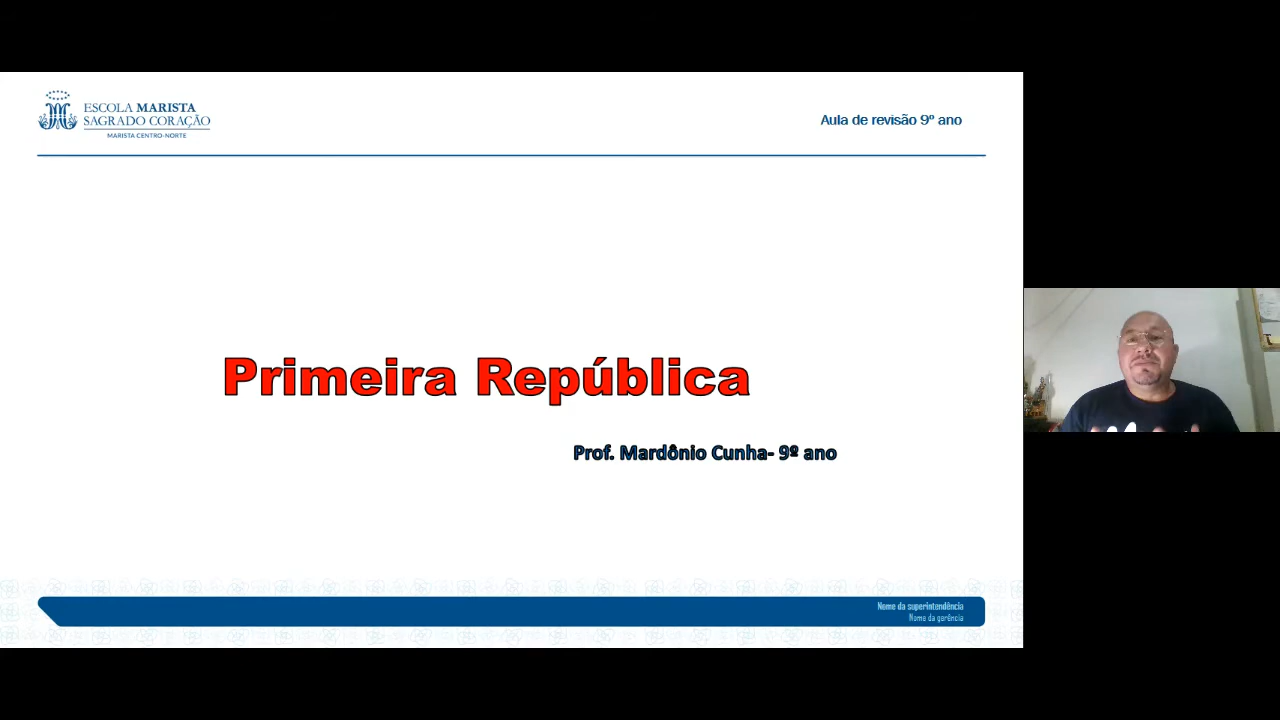 ESCOLA MARISTA
SAGRADO CORAÇÃO
MARISTA CENTRO-NORTE
Aula de revisão 9º ano
Primeira República
Prof. Mardônio Cunha- 9º ano
Nome da superintendência
Nome da gerência